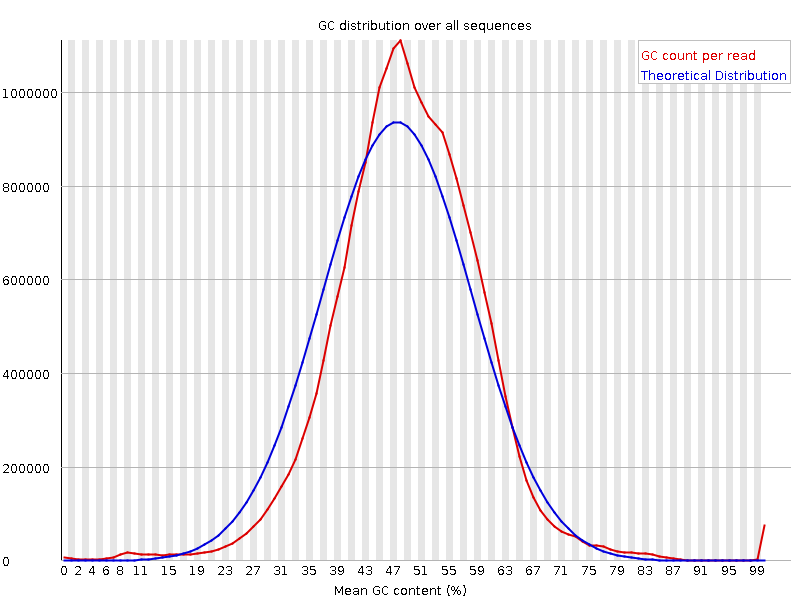 GC distribution over all sequences
GC count per read
Theoretical Distribution
1000000
800000
600000
400000
200000
0
0 2 4 6 8 11 15 19 23 27 31 35 39 43 47 51 55 59 63 67 71 75 79 83 87 91 95 99
Mean GC content (%)